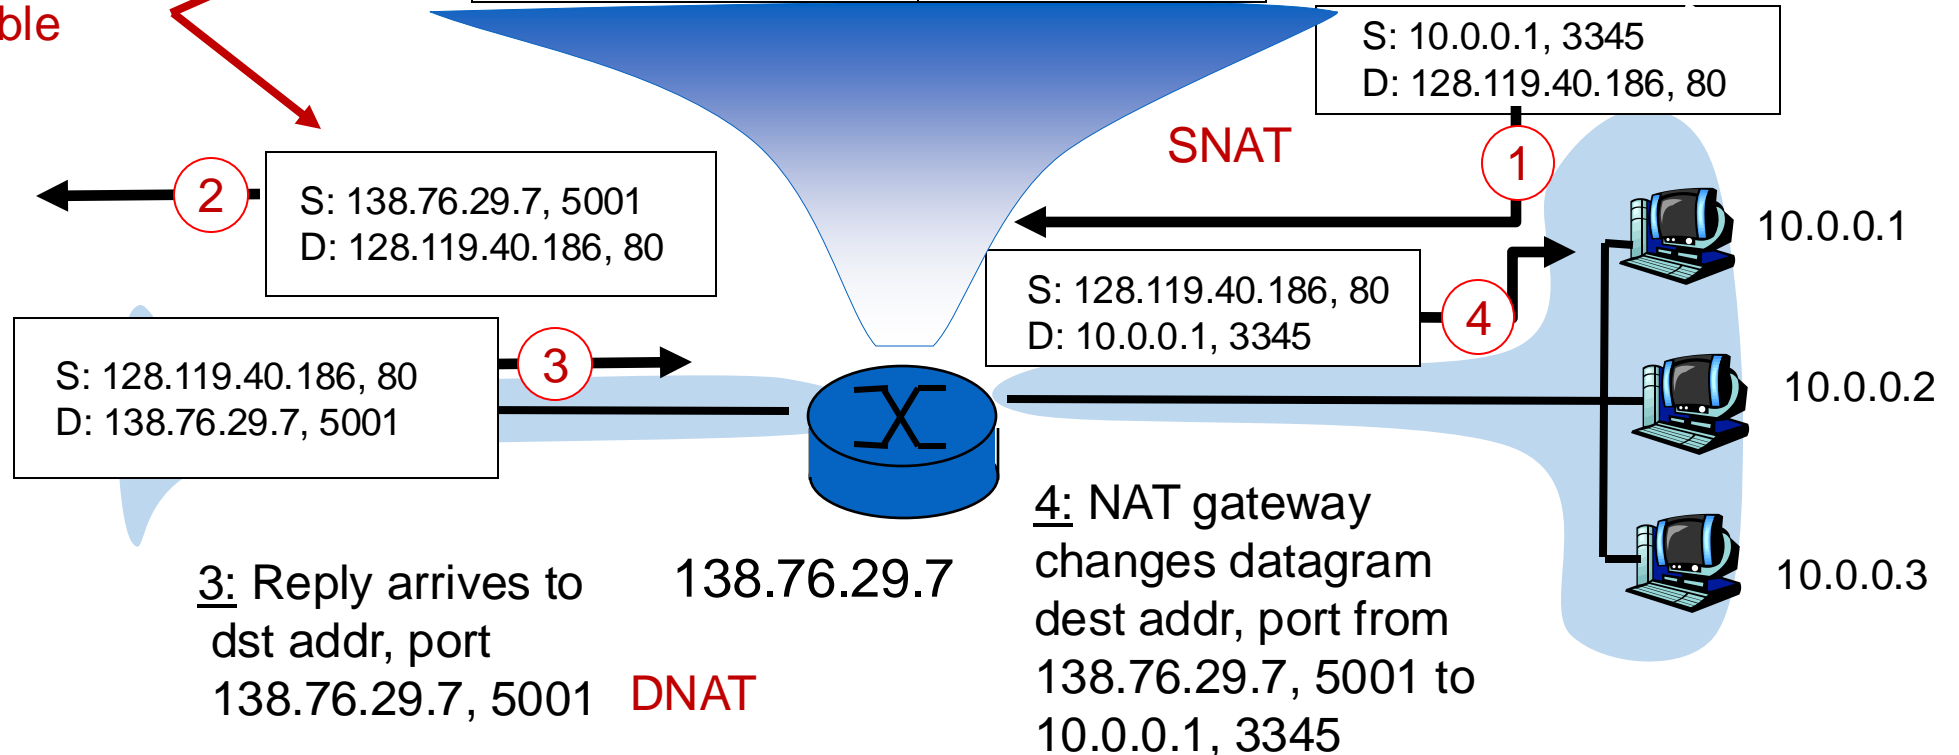 ble
S: 10.0.0.1, 3345
D: 128.119.40.186, 80
SNAT
1
2
S: 138.76.29.7, 5001
D: 128.119.40.186, 80
10.0.0.1
S: 128.119.40.186, 80
D: 10.0.0.1, 3345
4
3
S: 128.119.40.186, 80
D: 138.76.29.7, 5001
10.0.0.2
10.0.0.3
138.76.29.7
3: Reply arrives to
dst addr, port
138.76.29.7, 5001
DNAT
4: NAT gateway
changes datagram
dest addr, port from
138.76.29.7, 5001 to
10.0.0.1, 3345